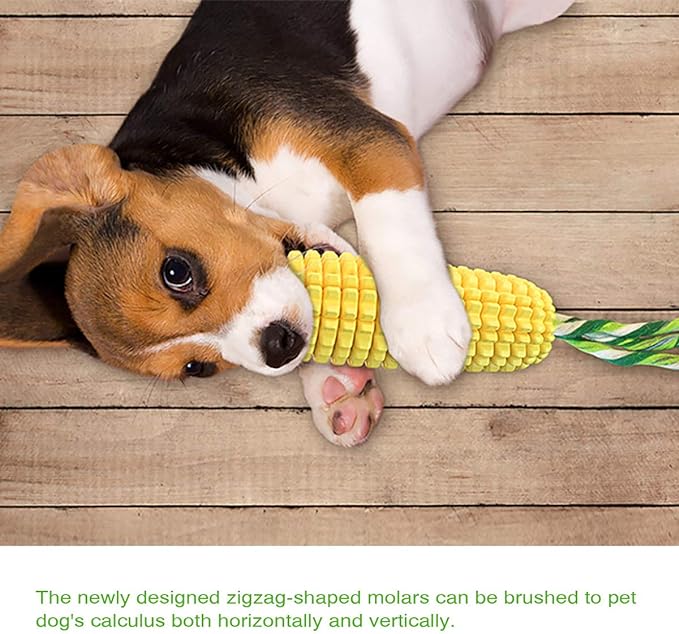 The newly designed zigzag-shaped molars can be brushed to pet
dog's calculus both horizontally and vertically.